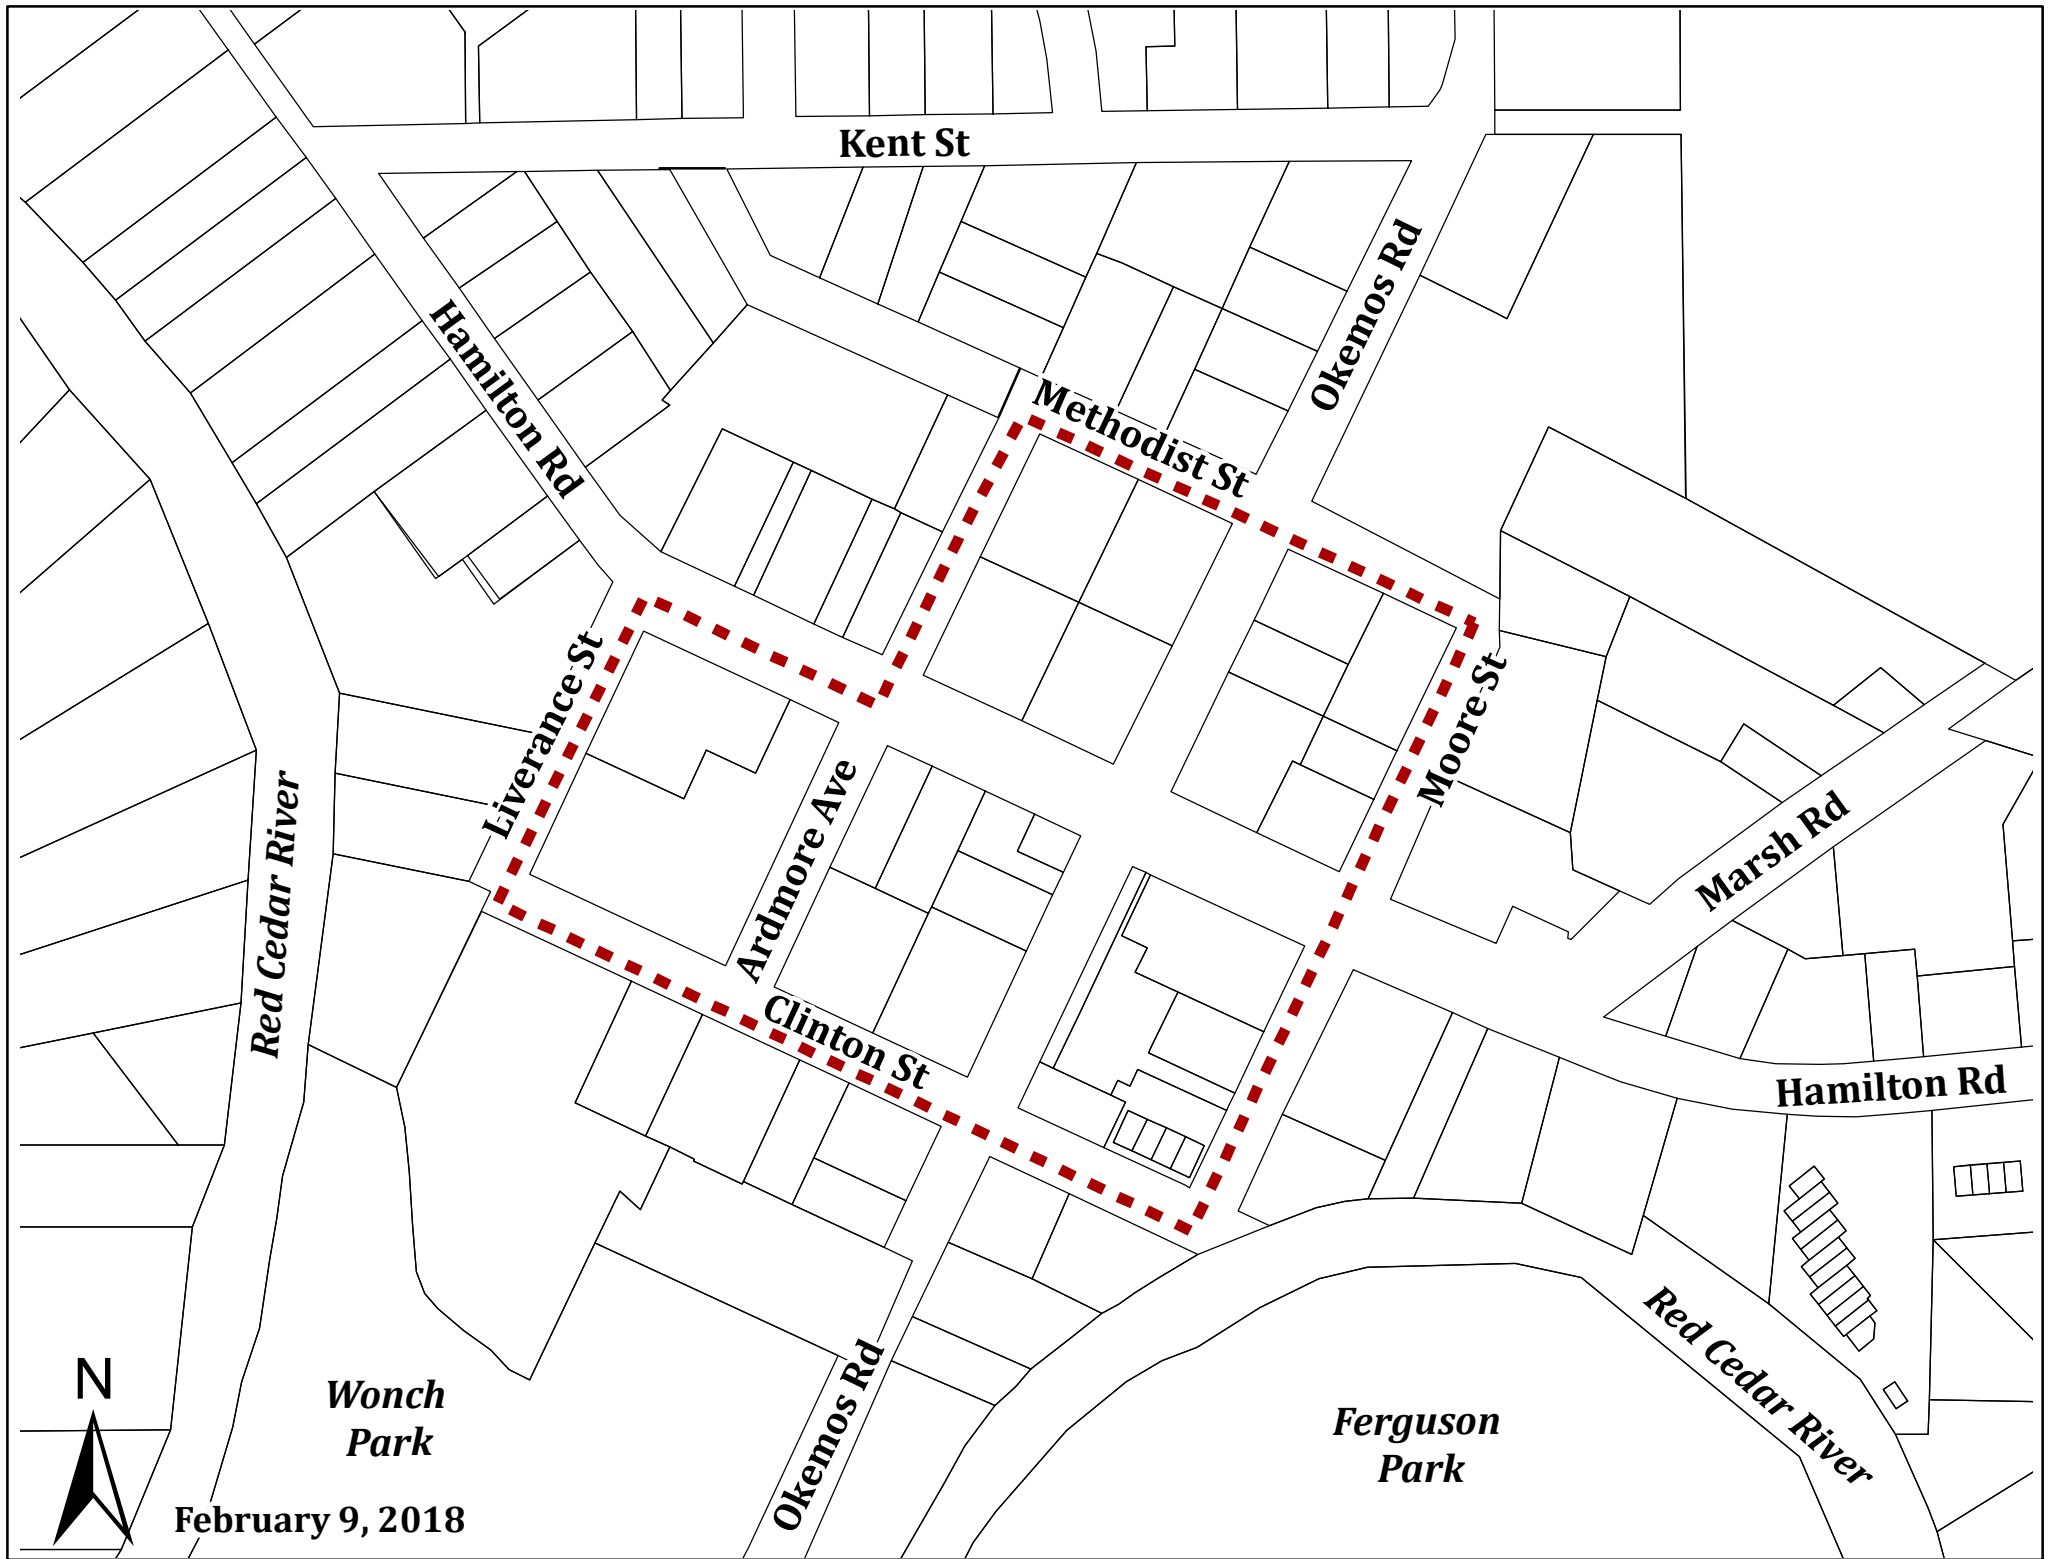 Kent St
Okemos Rd
Hamilton Rd
Methodist St
Liverance St
Moore St
Ardmore Ave
Red Cedar River
Marsh Rd
Clinton St
Hamilton Rd
Red Cedar River
Okemos Rd
N
Wonch
Park
Ferguson
Park
February 9, 2018